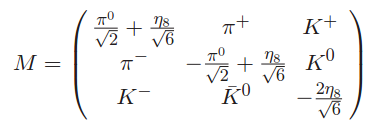 π⁰/√2 + η₈/√6 π⁺ K⁺
M = ( π⁻ −π⁰/√2 + η₈/√6 K⁰ )
K⁻ K̄⁰ −2η₈/√6